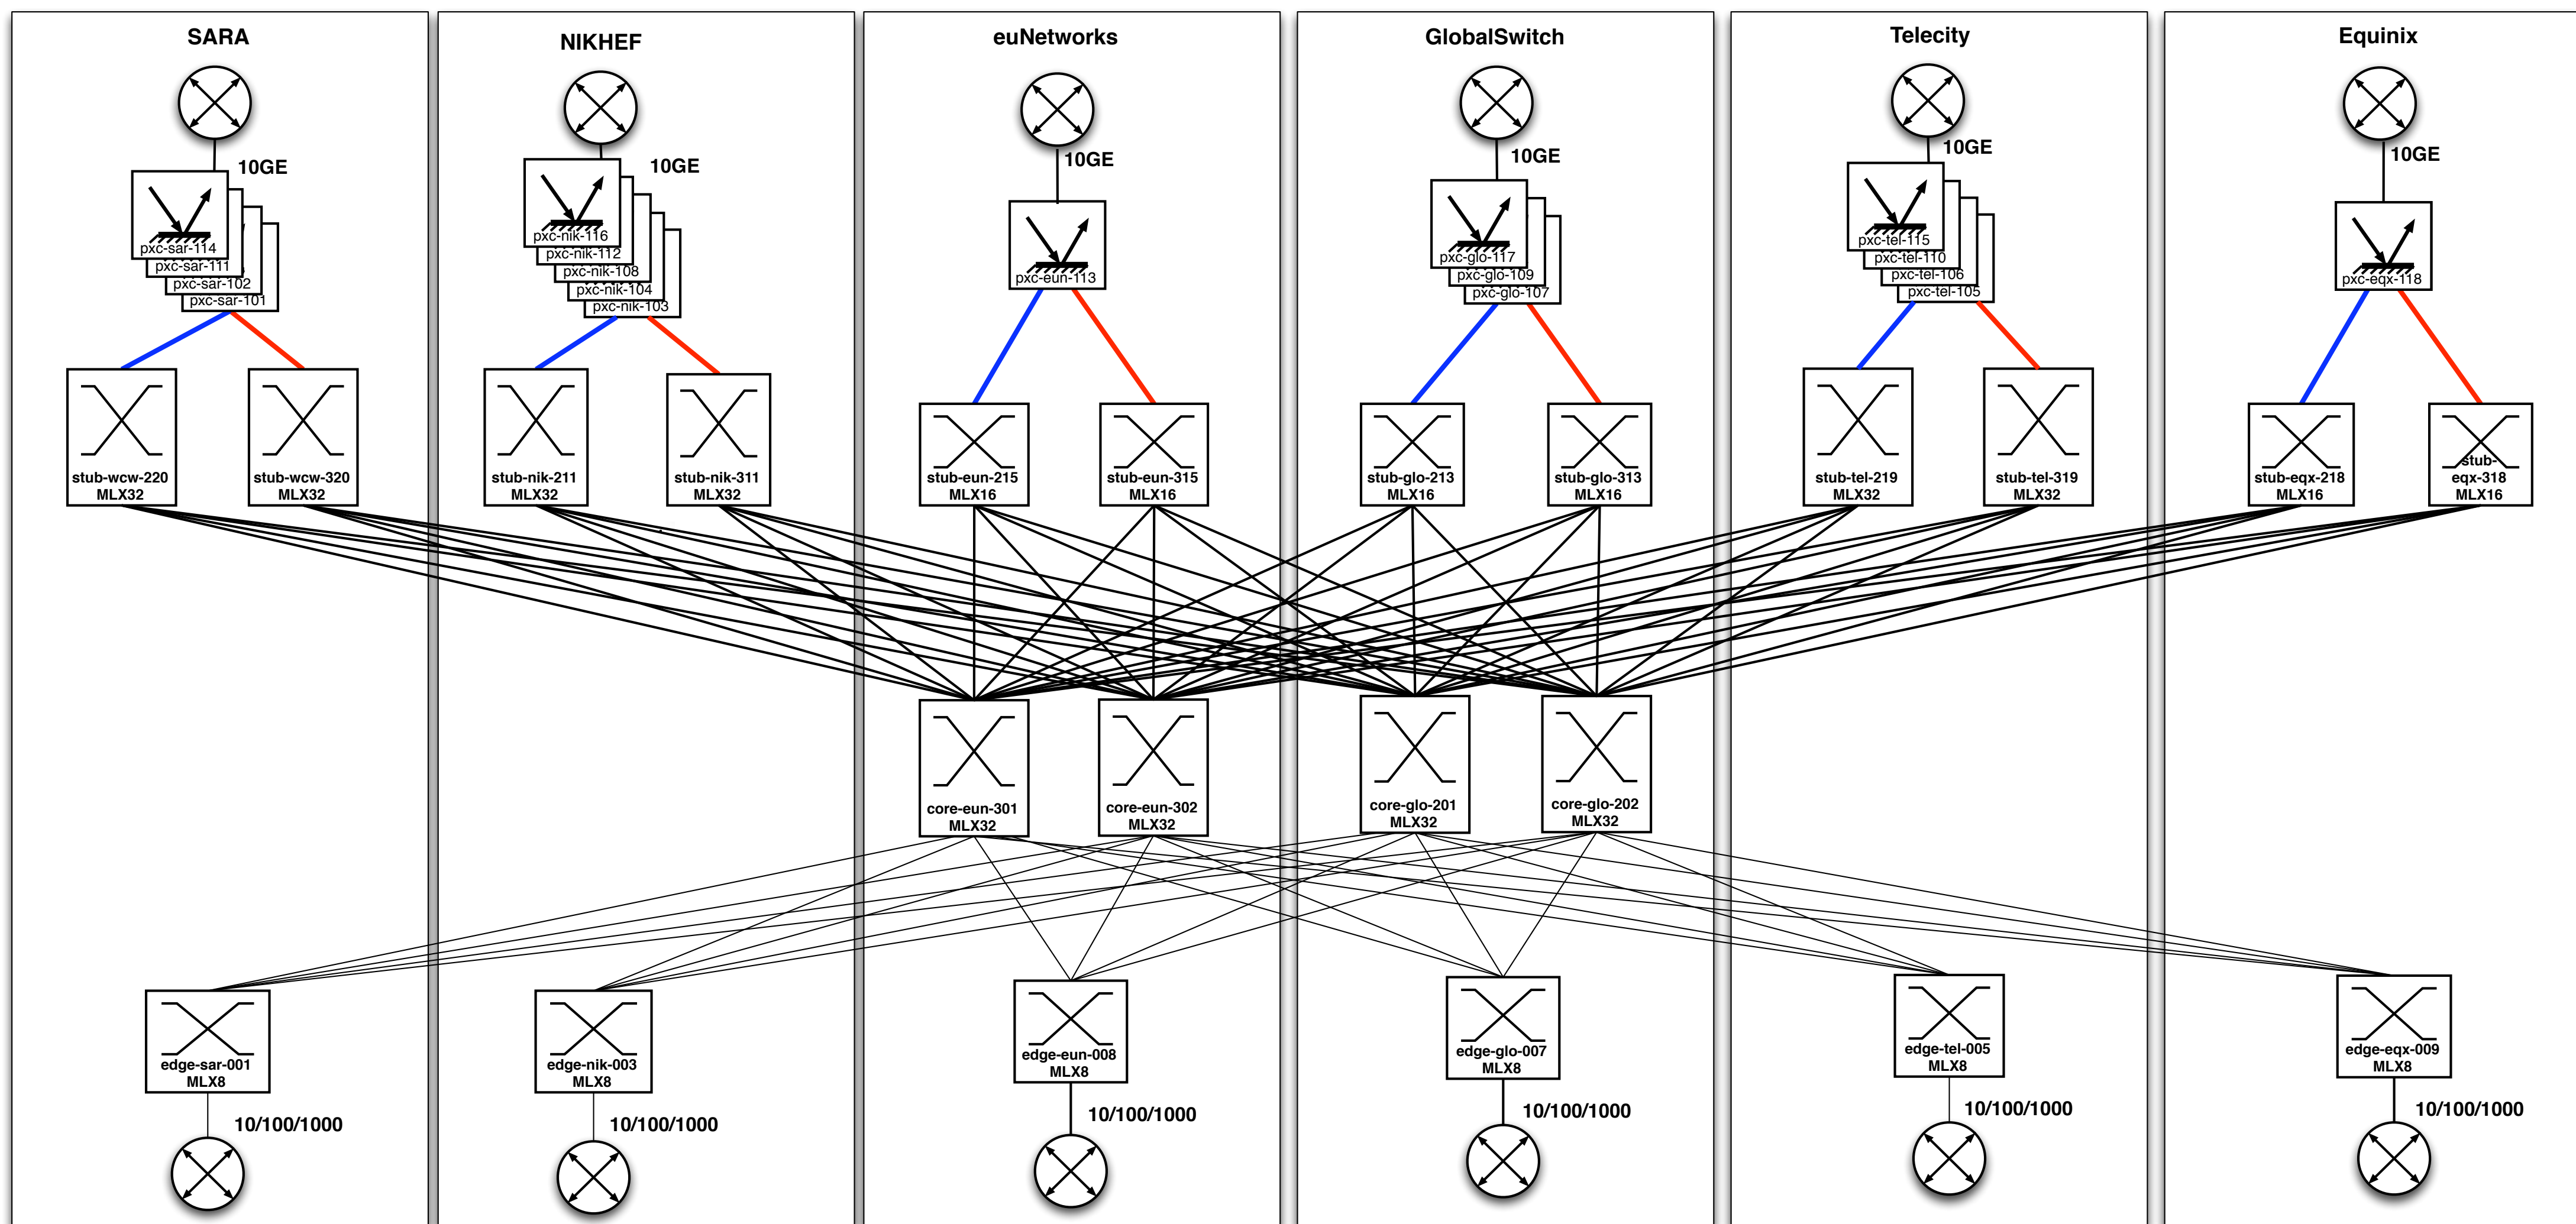 SARA
NIKHEF
euNetworks
GlobalSwitch
Telecity
Equinix
10GE
10GE
10GE
10GE
10GE
10GE
pxc-sar-114
pxc-sar-111
pxc-sar-102
pxc-sar-101
pxc-nik-116
pxc-nik-112
pxc-nik-108
pxc-nik-104
pxc-nik-103
pxc-eun-113
pxc-glo-117
pxc-glo-109
pxc-glo-107
pxc-tel-115
pxc-tel-110
pxc-tel-106
pxc-tel-105
pxc-eqx-118
stub-wcw-220
MLX32
stub-wcw-320
MLX32
stub-nik-211
MLX32
stub-nik-311
MLX32
stub-eun-215
MLX16
stub-eun-315
MLX16
stub-glo-213
MLX16
stub-glo-313
MLX16
stub-tel-219
MLX32
stub-tel-319
MLX32
stub-eqx-218
MLX16
stub-
eqx-318
MLX16
core-eun-301
MLX32
core-eun-302
MLX32
core-glo-201
MLX32
core-glo-202
MLX32
edge-sar-001
MLX8
edge-nik-003
MLX8
edge-eun-008
MLX8
edge-glo-007
MLX8
edge-tel-005
MLX8
edge-eqx-009
MLX8
10/100/1000
10/100/1000
10/100/1000
10/100/1000
10/100/1000
10/100/1000